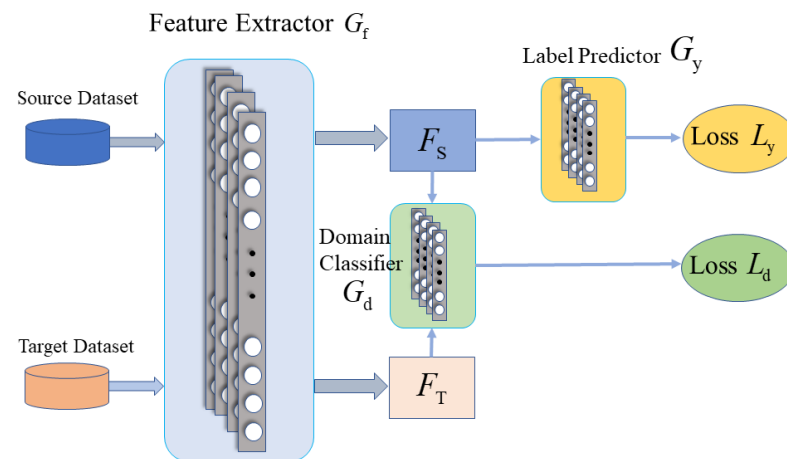 Feature Extractor G_f
Label Predictor G_y
Source Dataset
F_S
Loss L_y
Domain
Classifier
G_d
Loss L_d
Target Dataset
F_T